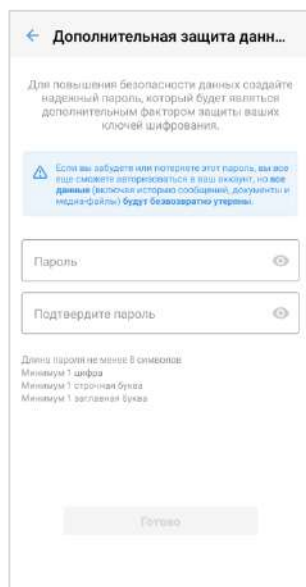 Дополнительная защита данн...
Для повышения безопасности данных создайте
надежный пароль, который будет являться
дополнительным фактором защиты ваших
ключей шифрования.
Если вы забудете или потеряете этот пароль, вы все
еще сможете авторизоваться в ваш аккаунт, но все
данные (включая историю сообщений, документы и
медиа-файлы) будут безвозвратно утеряны.
Пароль
Подтвердите пароль
Длина пароля не менее 8 символов
Минимум 1 цифра
Минимум 1 строчная буква
Минимум 1 заглавная буква
Готово